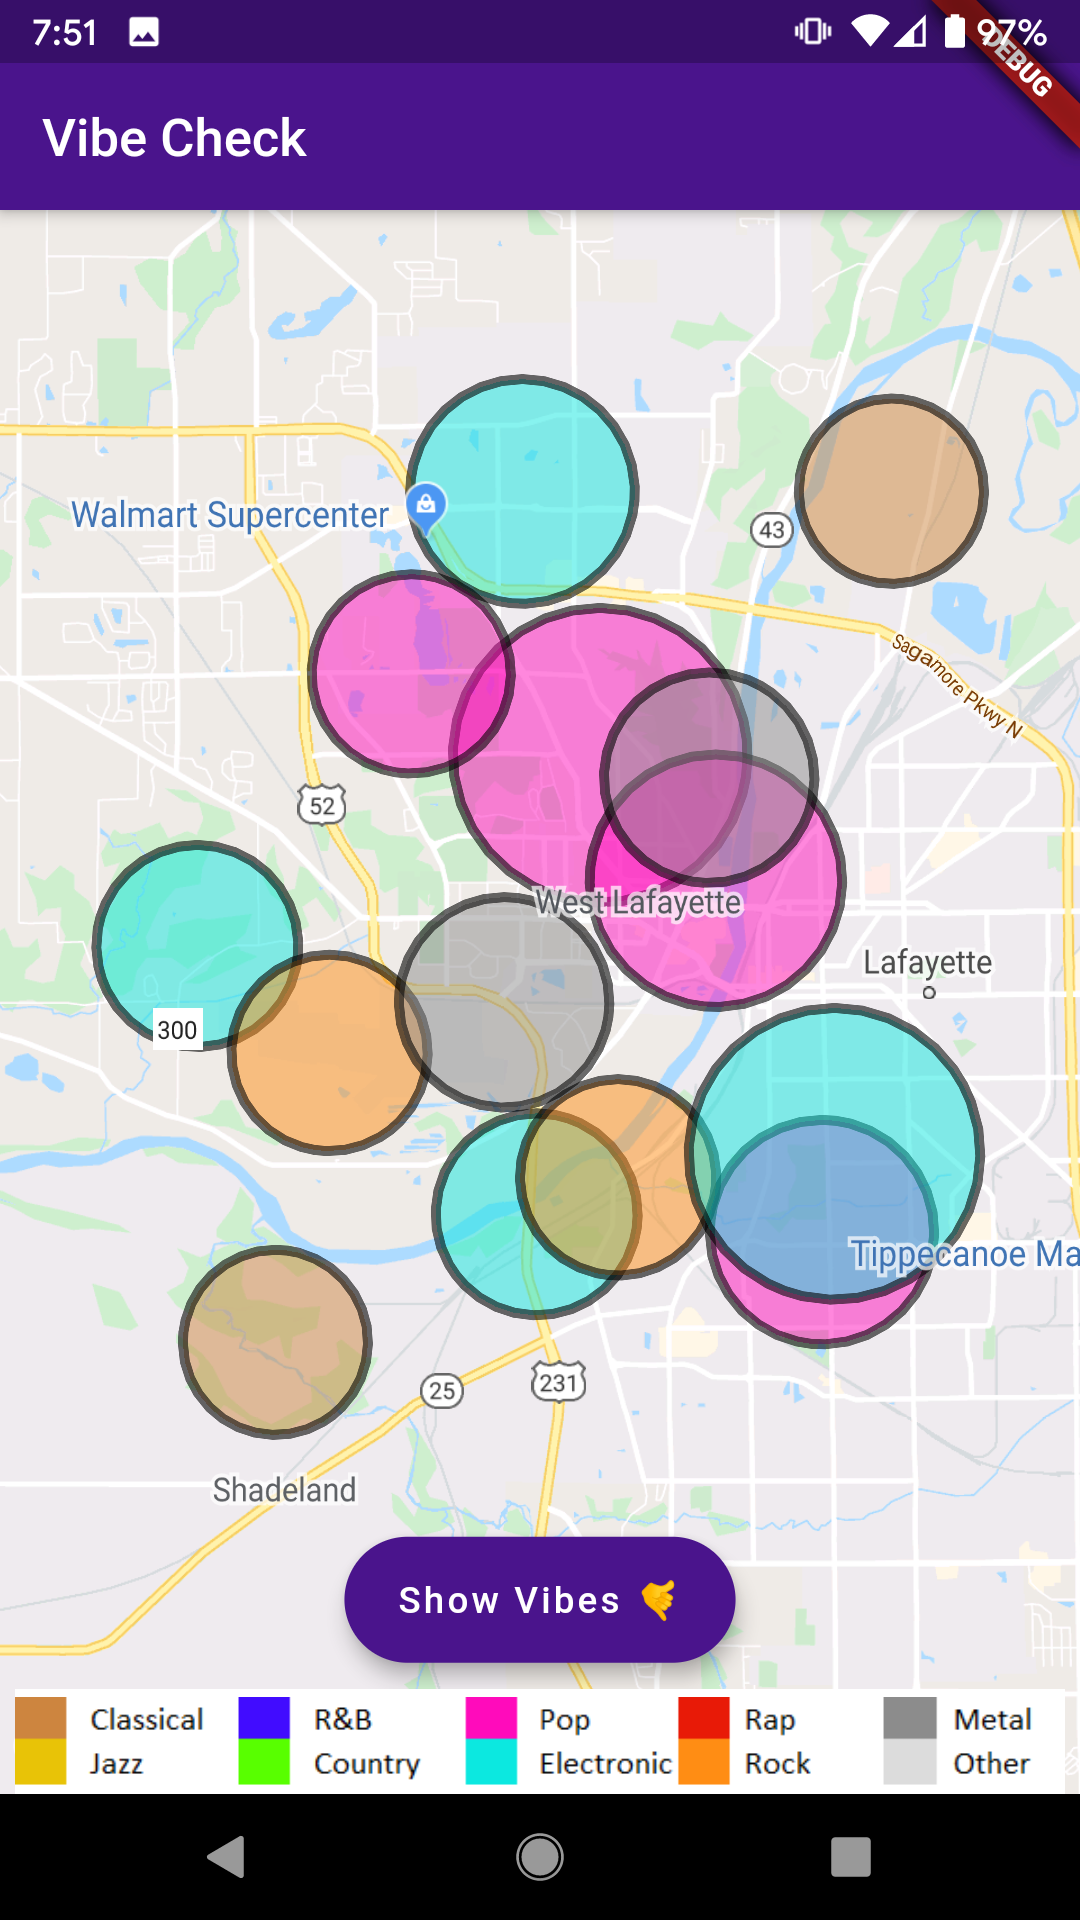 7:51
97%
DEBUG
Vibe Check
Walmart Supercenter
43
Sagamore Pkwy N
52
West Lafayette
Lafayette
300
Tippecanoe Ma
25
231
Shadeland
Show Vibes 🤙
Classical R&B Pop Rap Metal
Jazz Country Electronic Rock Other